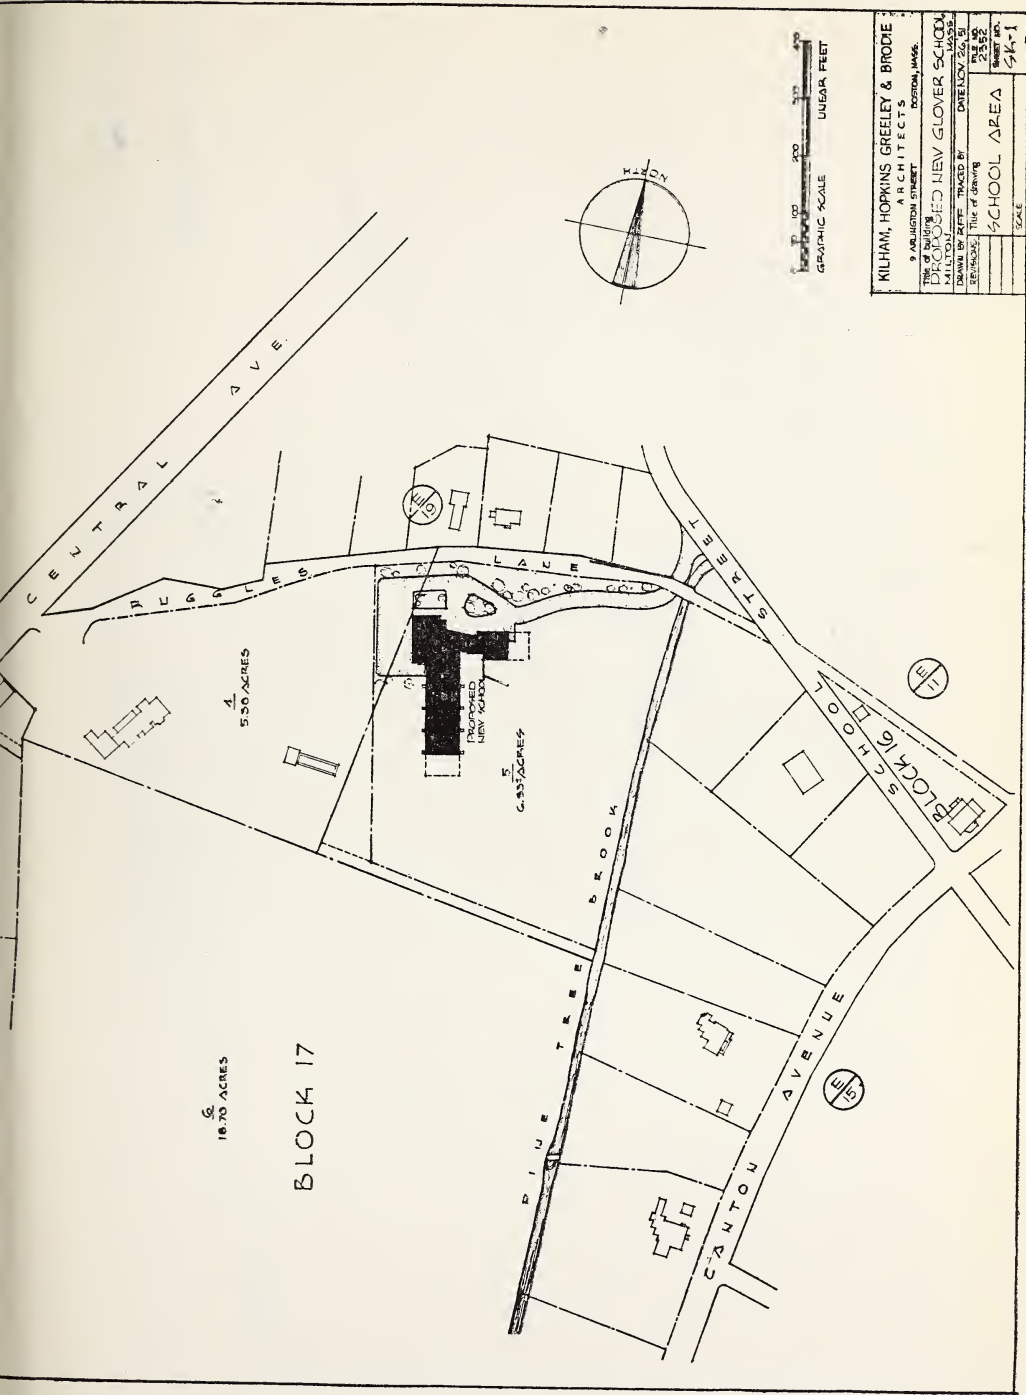 CENTRAL AVE.
RUGGLES LANE
4
5.30 ACRES
E
19
PROPOSED
NEW SCHOOL
5
ACRES
6
18.70 ACRES
BLOCK 17
PINE TREE BROOK
SCHOOL STREET
BLOCK 16
E
11
CANTON AVENUE
E
15
NORTH
0 100 200 300 400
GRAPHIC SCALE LINEAR FEET
KILHAM, HOPKINS GREELEY & BRODIE
ARCHITECTS
9 ARLINGTON STREET BOSTON, MASS.
Title of building
PROPOSED NEW GLOVER SCHOOL
MILTON MASS.
DRAWN BY TRACED BY DATE NOV. 26, 51
REVISIONS Title of drawing
SCHOOL AREA
SCALE
FILE NO.
2352
SHEET NO.
SK-1